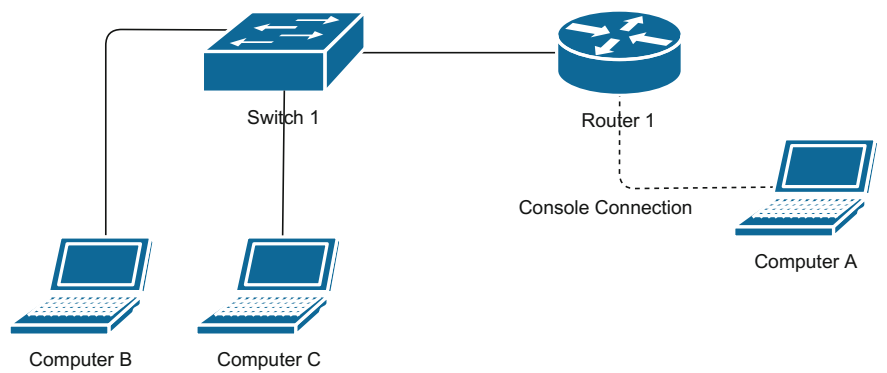 Switch 1
Router 1
Console Connection
Computer A
Computer B
Computer C